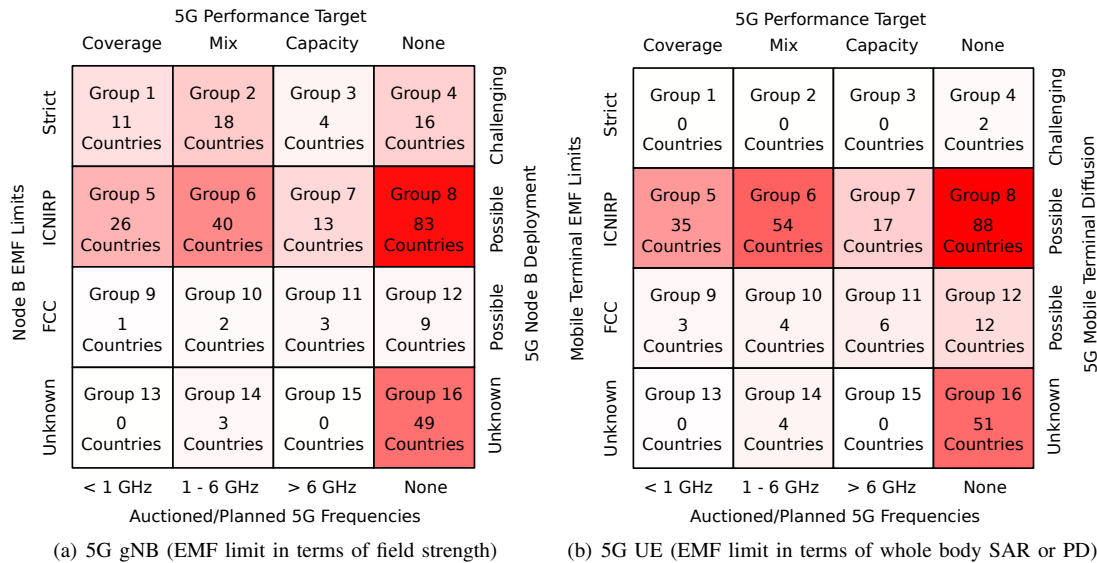 5G Performance Target
Coverage Mix Capacity None
Node B EMF Limits
Strict
Group 1 Group 2 Group 3 Group 4
11 18 4 16
Countries Countries Countries Countries
Challenging
ICNIRP
Group 5 Group 6 Group 7 Group 8
26 40 13 83
Countries Countries Countries Countries
Possible
FCC
Group 9 Group 10 Group 11 Group 12
1 2 3 9
Countries Countries Countries Countries
Possible
Unknown
Group 13 Group 14 Group 15 Group 16
0 3 0 49
Countries Countries Countries Countries
Unknown
5G Node B Deployment
< 1 GHz 1 - 6 GHz > 6 GHz None
Auctioned/Planned 5G Frequencies
(a) 5G gNB (EMF limit in terms of field strength)
5G Performance Target
Coverage Mix Capacity None
Mobile Terminal EMF Limits
Strict
Group 1 Group 2 Group 3 Group 4
0 0 0 2
Countries Countries Countries Countries
Challenging
ICNIRP
Group 5 Group 6 Group 7 Group 8
35 54 17 88
Countries Countries Countries Countries
Possible
FCC
Group 9 Group 10 Group 11 Group 12
3 4 6 12
Countries Countries Countries Countries
Possible
Unknown
Group 13 Group 14 Group 15 Group 16
0 4 0 51
Countries Countries Countries Countries
Unknown
5G Mobile Terminal Diffusion
< 1 GHz 1 - 6 GHz > 6 GHz None
Auctioned/Planned 5G Frequencies
(b) 5G UE (EMF limit in terms of whole body SAR or PD)